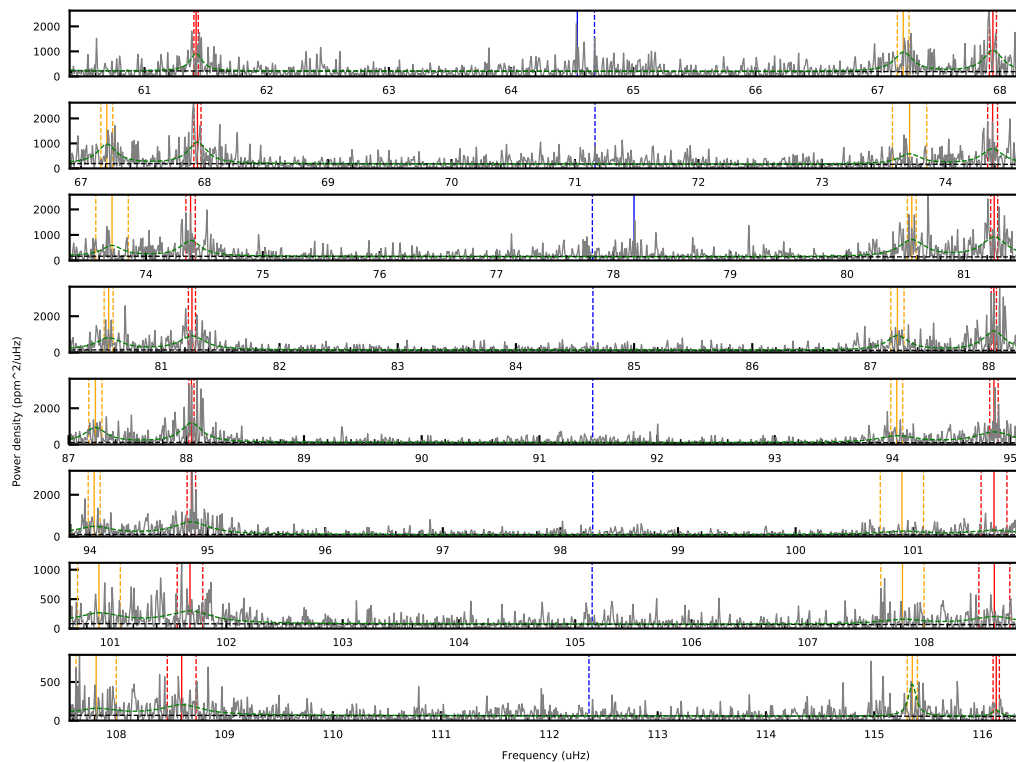 2000
1000
0
61 62 63 64 65 66 67 68
2000
1000
0
67 68 69 70 71 72 73 74
2000
1000
0
74 75 76 77 78 79 80 81
2000
0
81 82 83 84 85 86 87 88
Power density (ppm^2/uHz)
2000
0
87 88 89 90 91 92 93 94 95
2000
0
94 95 96 97 98 99 100 101
1000
500
0
101 102 103 104 105 106 107 108
500
0
108 109 110 111 112 113 114 115 116
Frequency (uHz)